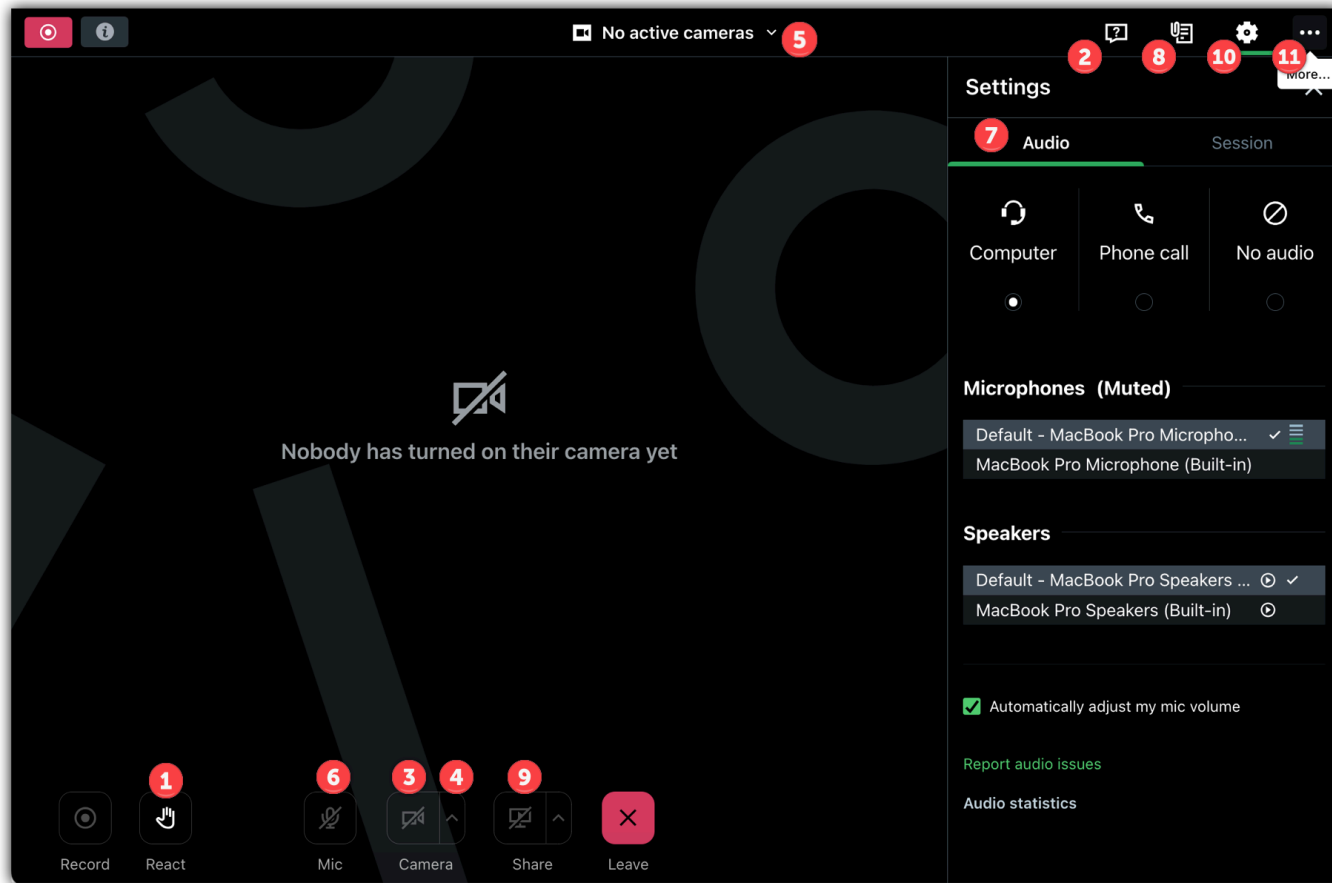 No active cameras
5
2
8
10
11
More...
Settings
7
Audio
Session
Computer
Phone call
No audio
Microphones (Muted)
Default - MacBook Pro Micropho...
MacBook Pro Microphone (Built-in)
Speakers
Default - MacBook Pro Speakers ...
MacBook Pro Speakers (Built-in)
Automatically adjust my mic volume
Report audio issues
Audio statistics
Nobody has turned on their camera yet
1
6
3
4
9
Record
React
Mic
Camera
Share
Leave